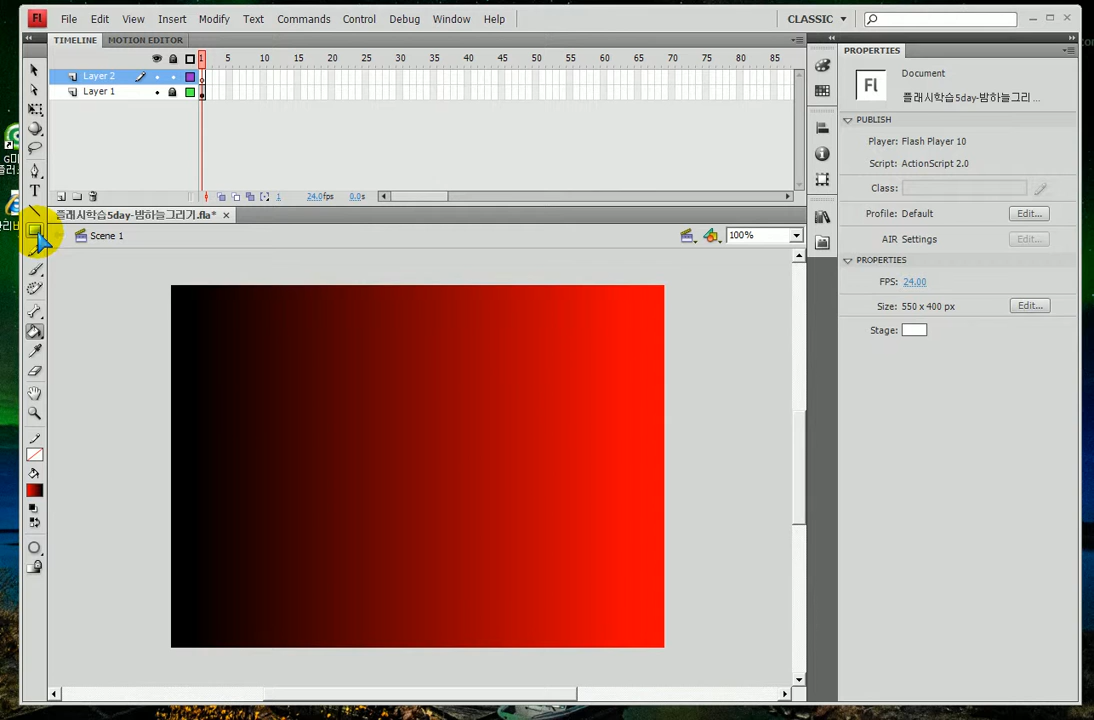 Fl File Edit View Insert Modify Text Commands Control Debug Window Help CLASSIC
TIMELINE MOTION EDITOR
1 5 10 15 20 25 30 35 40 45 50 55 60 65 70 75 80 85
Layer 2
Layer 1
1 24.0fps 0.0s
플래시학습5day-밤하늘그리기.fla*
Scene 1
100%
T
PROPERTIES
Fl
Document
플래시학습5day-밤하늘그리 ...
PUBLISH
Player: Flash Player 10
Script: ActionScript 2.0
Class:
Profile: Default Edit...
AIR Settings Edit...
PROPERTIES
FPS: 24.00
Size: 550 x 400 px Edit...
Stage: